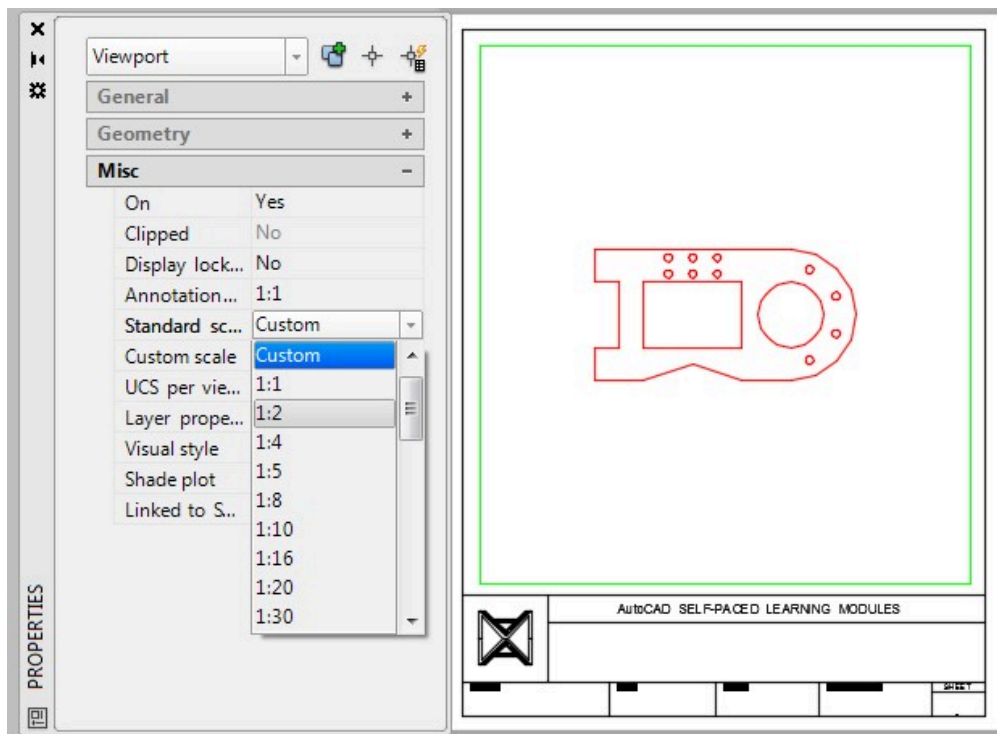 Viewport
General
Geometry
Misc
On Yes
Clipped No
Display lock... No
Annotation... 1:1
Standard sc... Custom
Custom scale Custom
UCS per vie... 1:1
Layer prope... 1:2
Visual style 1:4
1:5
Shade plot 1:8
Linked to S... 1:10
1:16
1:20
1:30
PROPERTIES
AutoCAD SELF-PACED LEARNING MODULES
SHEET